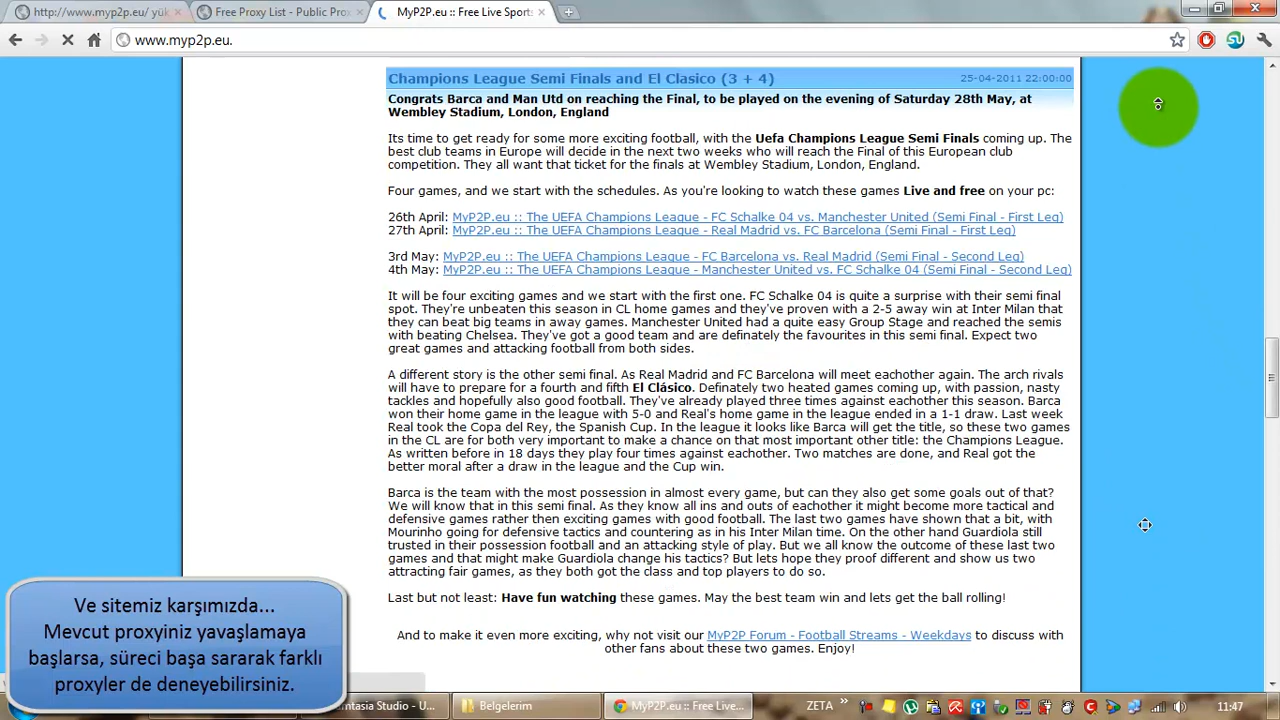 http://www.myp2p.eu/ yük
Free Proxy List - Public Prox
MyP2P.eu :: Free Live Sports
www.myp2p.eu.
Champions League Semi Finals and El Clasico (3 + 4)
25-04-2011 22:00:00
Congrats Barca and Man Utd on reaching the Final, to be played on the evening of Saturday 28th May, at
Wembley Stadium, London, England
Its time to get ready for some more exciting football, with the Uefa Champions League Semi Finals coming up. The
best club teams in Europe will decide in the next two weeks who will reach the Final of this European club
competition. They all want that ticket for the finals at Wembley Stadium, London, England.
Four games, and we start with the schedules. As you're looking to watch these games Live and free on your pc:
26th April: MyP2P.eu :: The UEFA Champions League - FC Schalke 04 vs. Manchester United (Semi Final - First Leg)
27th April: MyP2P.eu :: The UEFA Champions League - Real Madrid vs. FC Barcelona (Semi Final - First Leg)
3rd May: MyP2P.eu :: The UEFA Champions League - FC Barcelona vs. Real Madrid (Semi Final - Second Leg)
4th May: MyP2P.eu :: The UEFA Champions League - Manchester United vs. FC Schalke 04 (Semi Final - Second Leg)
It will be four exciting games and we start with the first one. FC Schalke 04 is quite a surprise with their semi final
spot. They're unbeaten this season in CL home games and they've proven with a 2-5 away win at Inter Milan that
they can beat big teams in away games. Manchester United had a quite easy Group Stage and reached the semis
with beating Chelsea. They've got a good team and are definately the favourites in this semi final. Expect two
great games and attacking football from both sides.
A different story is the other semi final. As Real Madrid and FC Barcelona will meet eachother again. The arch rivals
will have to prepare for a fourth and fifth El Clásico. Definately two heated games coming up, with passion, nasty
tackles and hopefully also good football. They've already played three times against eachother this season. Barca
won their home game in the league with 5-0 and Real's home game in the league ended in a 1-1 draw. Last week
Real took the Copa del Rey, the Spanish Cup. In the league it looks like Barca will get the title, so these two games
in the CL are for both very important to make a chance on that most important other title: the Champions League.
As written before in 18 days they play four times against eachother. Two matches are done, and Real got the
better moral after a draw in the league and the Cup win.
Barca is the team with the most possession in almost every game, but can they also get some goals out of that?
We will know that in this semi final. As they know all ins and outs of eachother it might become more tactical and
defensive games rather then exciting games with good football. The last two games have shown that a bit, with
Mourinho going for defensive tactics and countering as in his Inter Milan time. On the other hand Guardiola still
trusted in their possession football and an attacking style of play. But we all know the outcome of these last two
games and that might make Guardiola change his tactics? But lets hope they proof different and show us two
attracting fair games, as they both got the class and top players to do so.
Last but not least: Have fun watching these games. May the best team win and lets get the ball rolling!
And to make it even more exciting, why not visit our MyP2P Forum - Football Streams - Weekdays to discuss with
other fans about these two games. Enjoy!
Ve sitemiz karşımızda...
Mevcut proxyiniz yavaşlamaya
başlarsa, süreci başa sararak farklı
proxyler de deneyebilirsiniz.
mtasia Studio - U...
Belgelerim
MyP2P.eu :: Free Live...
ZETA
11:47